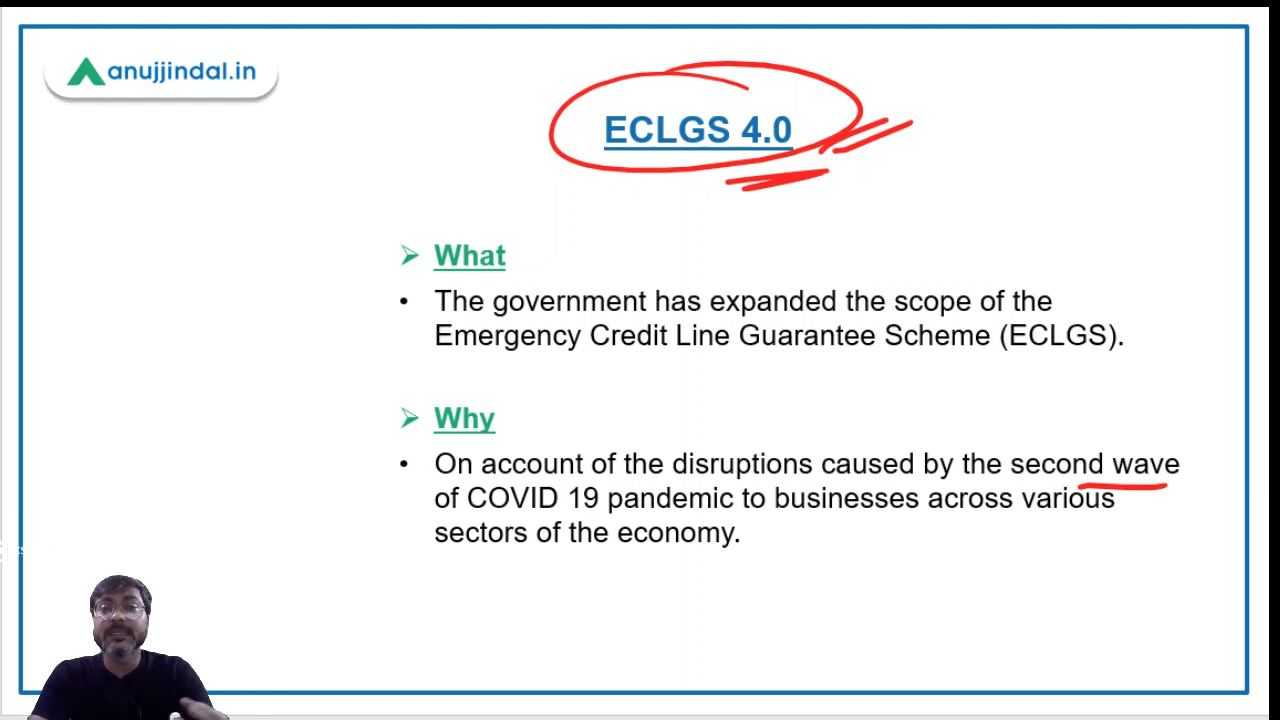 anujjindal.in
ECLGS 4.0
What
• The government has expanded the scope of the
Emergency Credit Line Guarantee Scheme (ECLGS).
Why
• On account of the disruptions caused by the second wave
of COVID 19 pandemic to businesses across various
sectors of the economy.